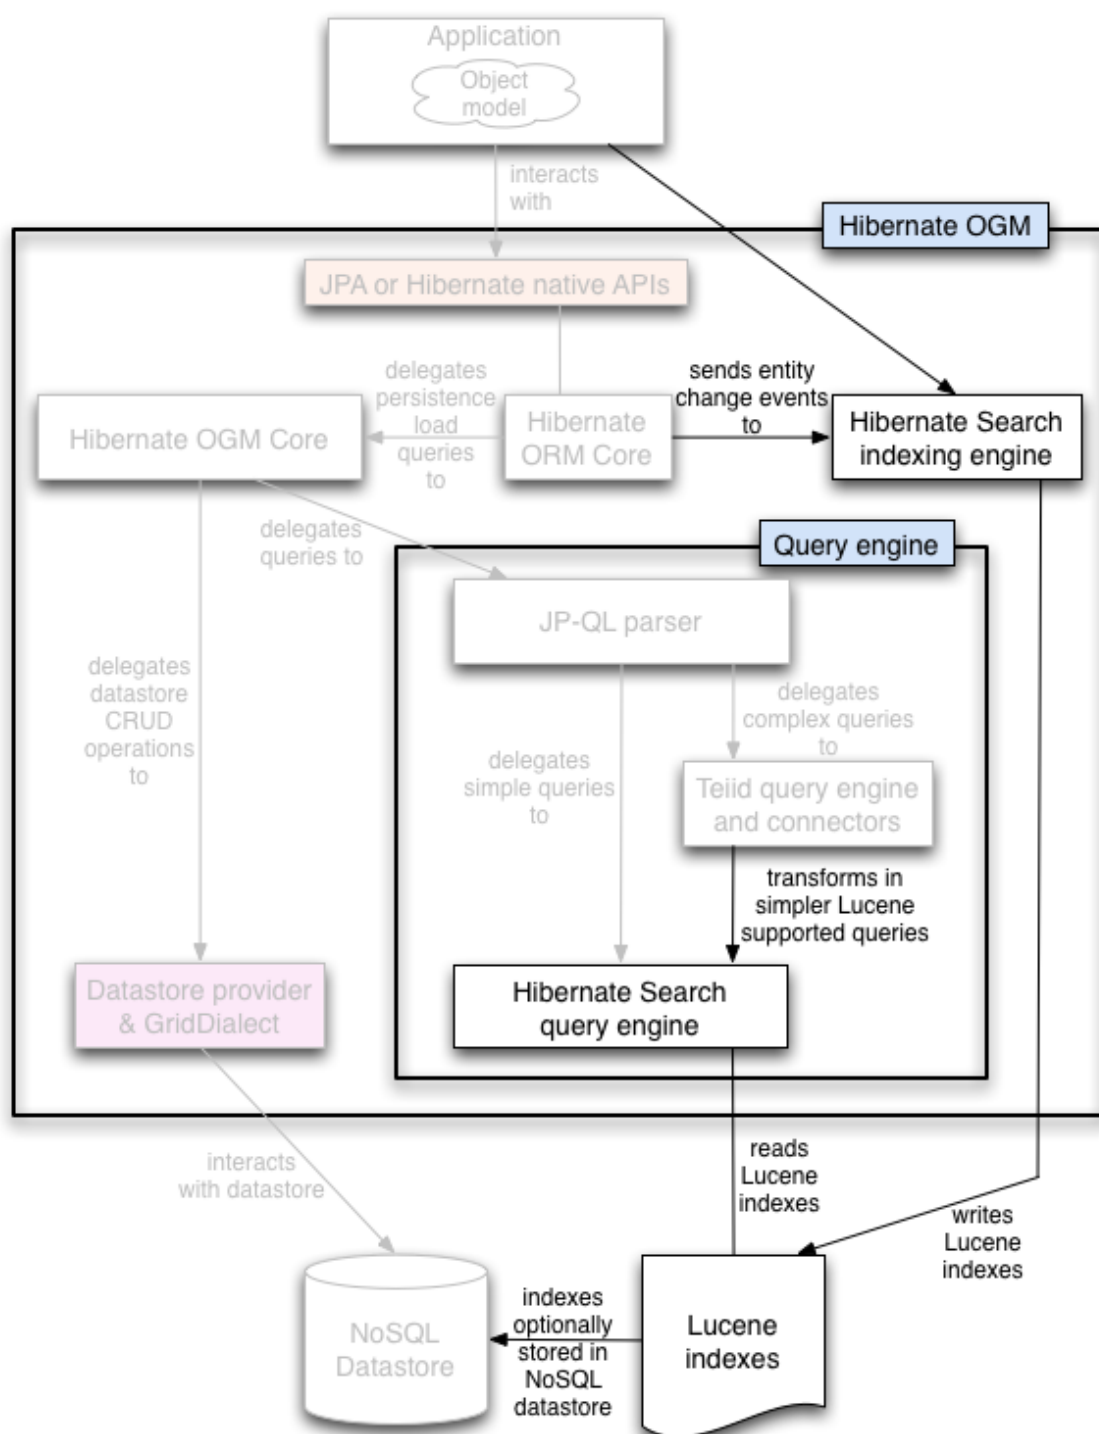 Application
Object
model
interacts
with
Hibernate OGM
JPA or Hibernate native APIs
delegates
persistence
load
queries
to
sends entity
change events
to
Hibernate OGM Core
Hibernate
ORM Core
Hibernate Search
indexing engine
delegates
queries to
Query engine
JP-QL parser
delegates
datastore
CRUD
operations
to
delegates
complex queries
to
delegates
simple queries
to
Teiid query engine
and connectors
transforms in
simpler Lucene
supported queries
Datastore provider
& GridDialect
Hibernate Search
query engine
interacts
with datastore
reads
Lucene
indexes
writes
Lucene
indexes
NoSQL
Datastore
indexes
optionally
stored in
NoSQL
datastore
Lucene
indexes